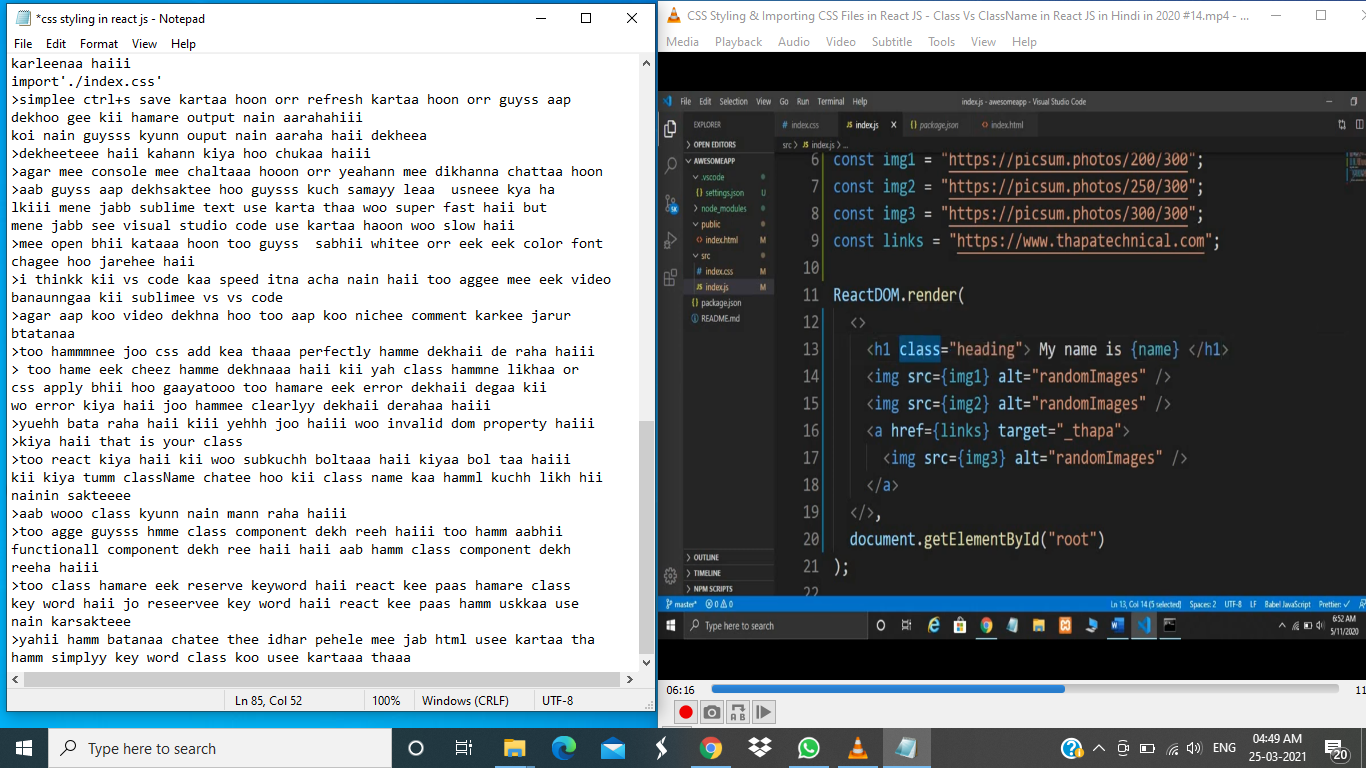 *css styling in react js - Notepad
File Edit Format View Help
karleenaa haiii
import'./index.css'
>simplee ctrl+s save kartaa hoon orr refresh kartaa hoon orr guyss aap
dekhoo gee kii hamare output nain aarahahiii
koi nain guysss kyunn ouput nain aaraha haii dekheea
>dekheeteee haii kahann kiya hoo chukaa haiii
>agar mee console mee chaltaaa hooon orr yeahann mee dikhanna chattaa hoon
>aab guyss aap dekhsaktee hoo guysss kuch samayy leaa  usneee kya ha
lkiii mene jabb sublime text use karta thaa woo super fast haii but
mene jabb see visual studio code use kartaa haoon woo slow haii
>mee open bhii kataaa hoon too guyss  sabhii whitee orr eek eek color font
chagee hoo jarehee haii
>i thinkk kii vs code kaa speed itna acha nain haii too aggee mee eek video
banaunngaa kii sublimee vs vs code
>agar aap koo video dekhna hoo too aap koo nichee comment karkee jarur
btatanaa
>too hammmnee joo css add kea thaaa perfectly hamme dekhaii de raha haiii
> too hame eek cheez hamme dekhnaaa haii kii yah class hammne likhaa or
css apply bhii hoo gaayatooo too hamare eek error dekhaii degaa kii
wo error kiya haii joo hammee clearlyy dekhaii derahaa haiii
>yuehh bata raha haii kiii yehhh joo haiii woo invalid dom property haiii
>kiya haii that is your class
>too react kiya haii kii woo subkuchh boltaaa haii kiyaa bol taa haiii
kii kiya tumm className chatee hoo kii class name kaa hamml kuchh likh hii
nainin sakteeee
>aab wooo class kyunn nain mann raha haiii
>too agge guysss hmme class component dekh reeh haiii too hamm aabhii
functionall component dekh ree haii haii aab hamm class component dekh
reeha haiii
>too class hamare eek reserve keyword haii react kee paas hamare class
key word haii jo reseervee key word haii react kee paas hamm uskkaa use
nain karsakteee
>yahii hamm batanaa chatee thee idhar pehele mee jab html usee kartaa tha
hamm simplyy key word class koo usee kartaaa thaaa
Ln 85, Col 52 100% Windows (CRLF) UTF-8
CSS Styling & Importing CSS Files in React JS - Class Vs ClassName in React JS in Hindi in 2020 #14.mp4 - ...
Media Playback Audio Video Subtitle Tools View Help
File Edit Selection View Go Run Terminal Help index.js - awesomeapp - Visual Studio Code
EXPLORER
OPEN EDITORS
AWESOMEAPP
.vscode
settings.json U
node_modules
public
index.html M
src
index.css M
index.js M
package.json
README.md
OUTLINE
TIMELINE
NPM SCRIPTS
# index.css JS index.js X {} package.json <> index.html
src > JS index.js > ...
6 const img1 = "https://picsum.photos/200/300";
7 const img2 = "https://picsum.photos/250/300";
8 const img3 = "https://picsum.photos/300/300";
9 const links = "https://www.thapatechnical.com";
10
11 ReactDOM.render(
12 <>
13 <h1 class="heading"> My name is {name} </h1>
14 <img src={img1} alt="randomImages" />
15 <img src={img2} alt="randomImages" />
16 <a href={links} target="_thapa">
17 <img src={img3} alt="randomImages" />
18 </a>
19 </>,
20 document.getElementById("root")
21 );
22
master* 0 0 Ln 13, Col 14 (5 selected) Spaces: 2 UTF-8 LF Babel JavaScript Prettier: ✓
Type here to search 6:52 AM
5/11/2020
06:16 11
Type here to search ENG 04:49 AM
25-03-2021 20